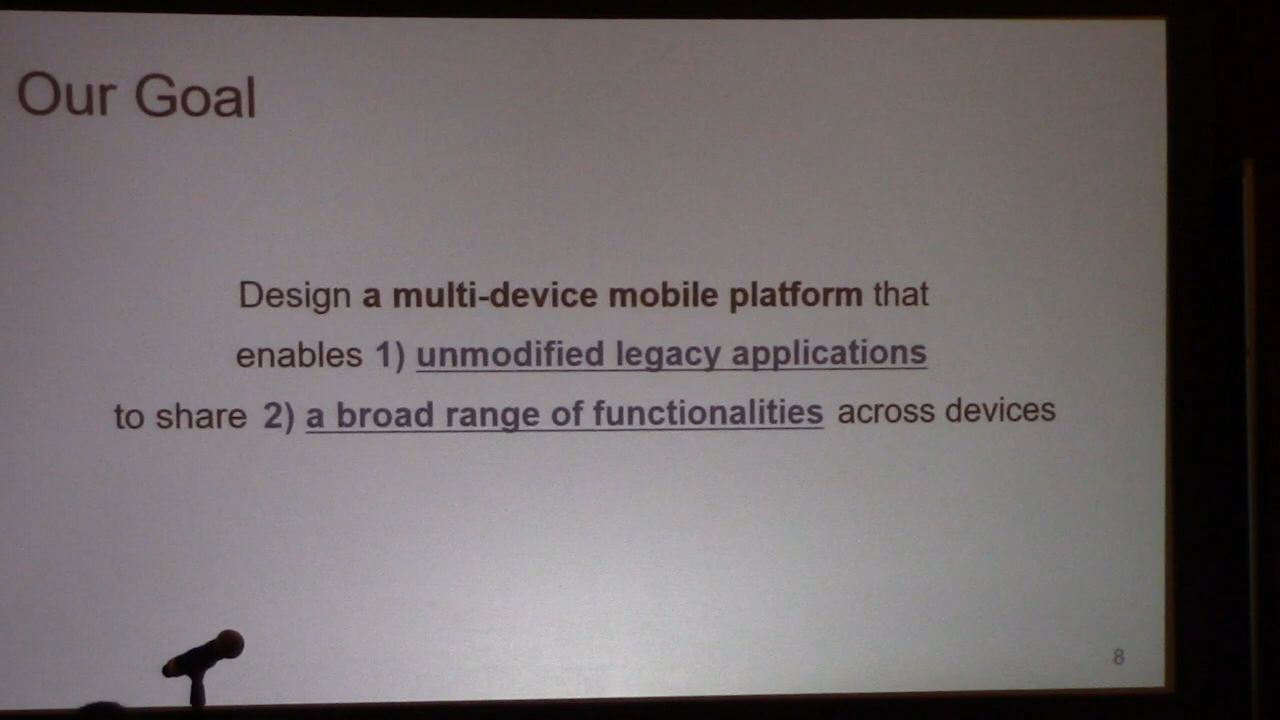 Our Goal
Design a multi-device mobile platform that
enables 1) unmodified legacy applications
to share 2) a broad range of functionalities across devices
8